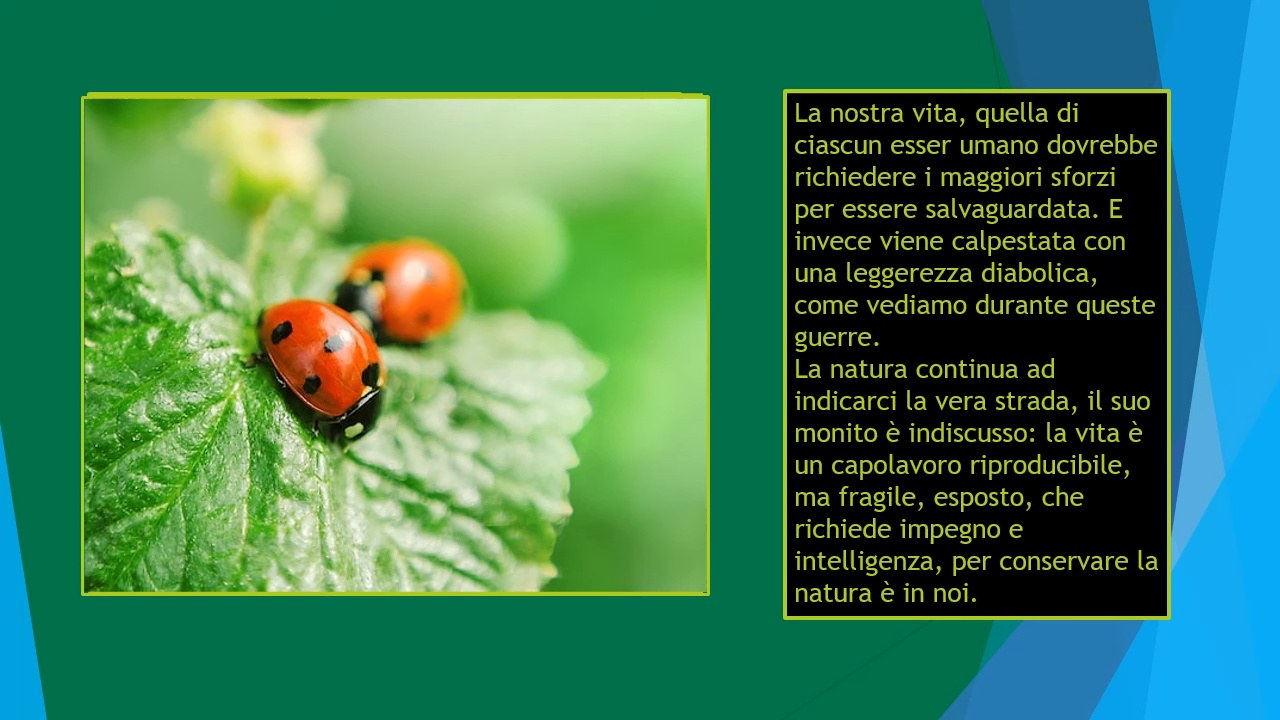 La nostra vita, quella di
ciascun esser umano dovrebbe
richiedere i maggiori sforzi
per essere salvaguardata. E
invece viene calpestata con
una leggerezza diabolica,
come vediamo durante queste
guerre.
La natura continua ad
indicarci la vera strada, il suo
monito è indiscusso: la vita è
un capolavoro riproducibile,
ma fragile, esposto, che
richiede impegno e
intelligenza, per conservare la
natura è in noi.